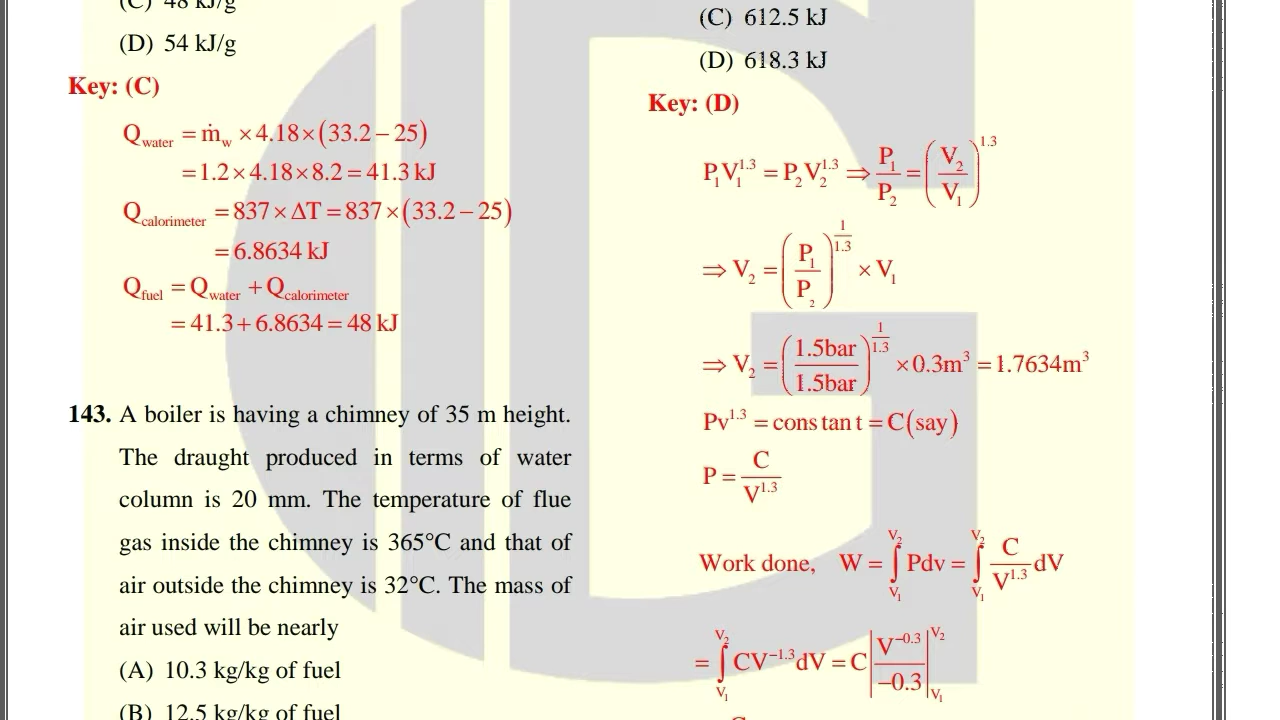 (C) 48 kJ/g
(D) 54 kJ/g
Key: (C)
Q_water = ṁ_w × 4.18 × (33.2 − 25)
= 1.2 × 4.18 × 8.2 = 41.3 kJ
Q_calorimeter = 837 × ΔT = 837 × (33.2 − 25)
= 6.8634 kJ
Q_fuel = Q_water + Q_calorimeter
= 41.3 + 6.8634 = 48 kJ
143. A boiler is having a chimney of 35 m height.
The draught produced in terms of water
column is 20 mm. The temperature of flue
gas inside the chimney is 365°C and that of
air outside the chimney is 32°C. The mass of
air used will be nearly
(A) 10.3 kg/kg of fuel
(B) 12.5 kg/kg of fuel
(C) 612.5 kJ
(D) 618.3 kJ
Key: (D)
P₁V₁^1.3 = P₂V₂^1.3 ⇒ P₁/P₂ = (V₂/V₁)^1.3
⇒ V₂ = (P₁/P₂)^(1/1.3) × V₁
⇒ V₂ = (1.5bar/1.5bar)^(1/1.3) × 0.3m³ = 1.7634m³
Pv^1.3 = cons tan t = C(say)
P = C/V^1.3
Work done, W = ∫_V₁^V₂ Pdv = ∫_V₁^V₂ C/V^1.3 dV
= ∫_V₁^V₂ CV^−1.3 dV = C|V^−0.3/−0.3|_V₁^V₂